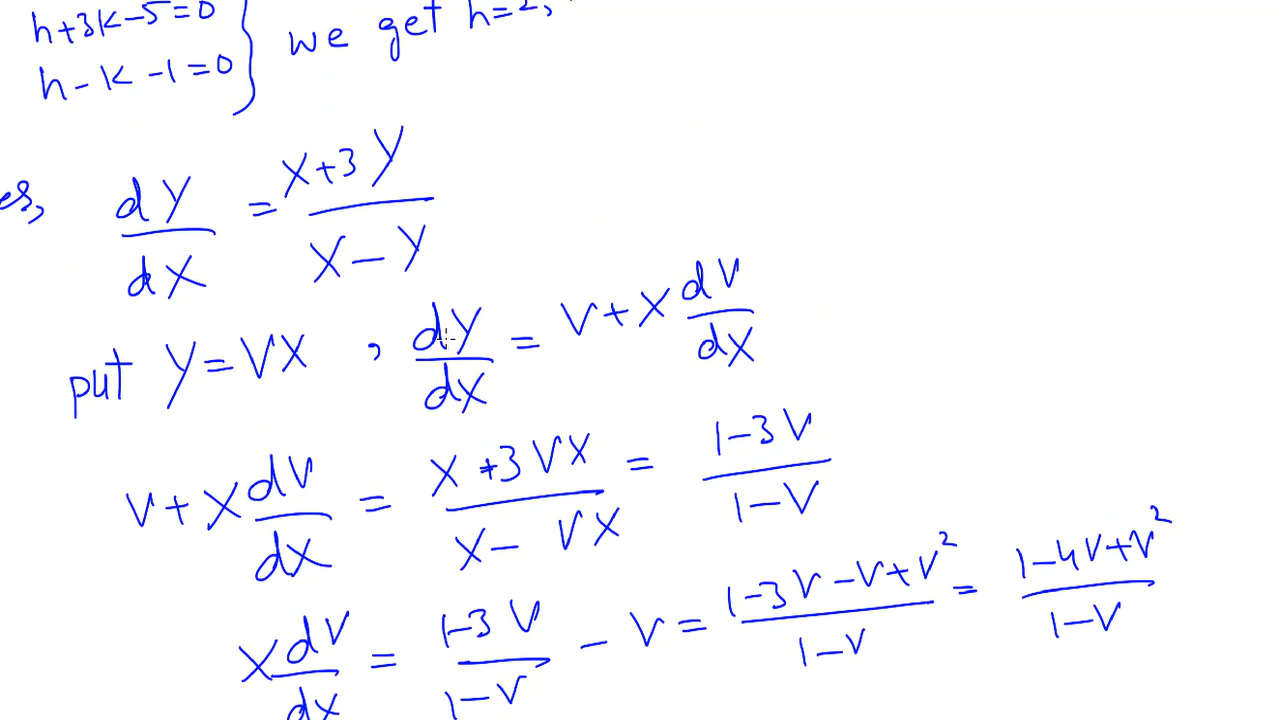 h+3k-5=0
h-k-1=0 } we get h=2,
dY/dX = X+3Y/X-Y
put Y=VX , dY/dX = V+X dV/dX
V+X dV/dX = X+3VX/X-VX = 1-3V/1-V
X dV/dX = 1-3V/1-V - V = 1-3V-V+V²/1-V = 1-4V+V²/1-V